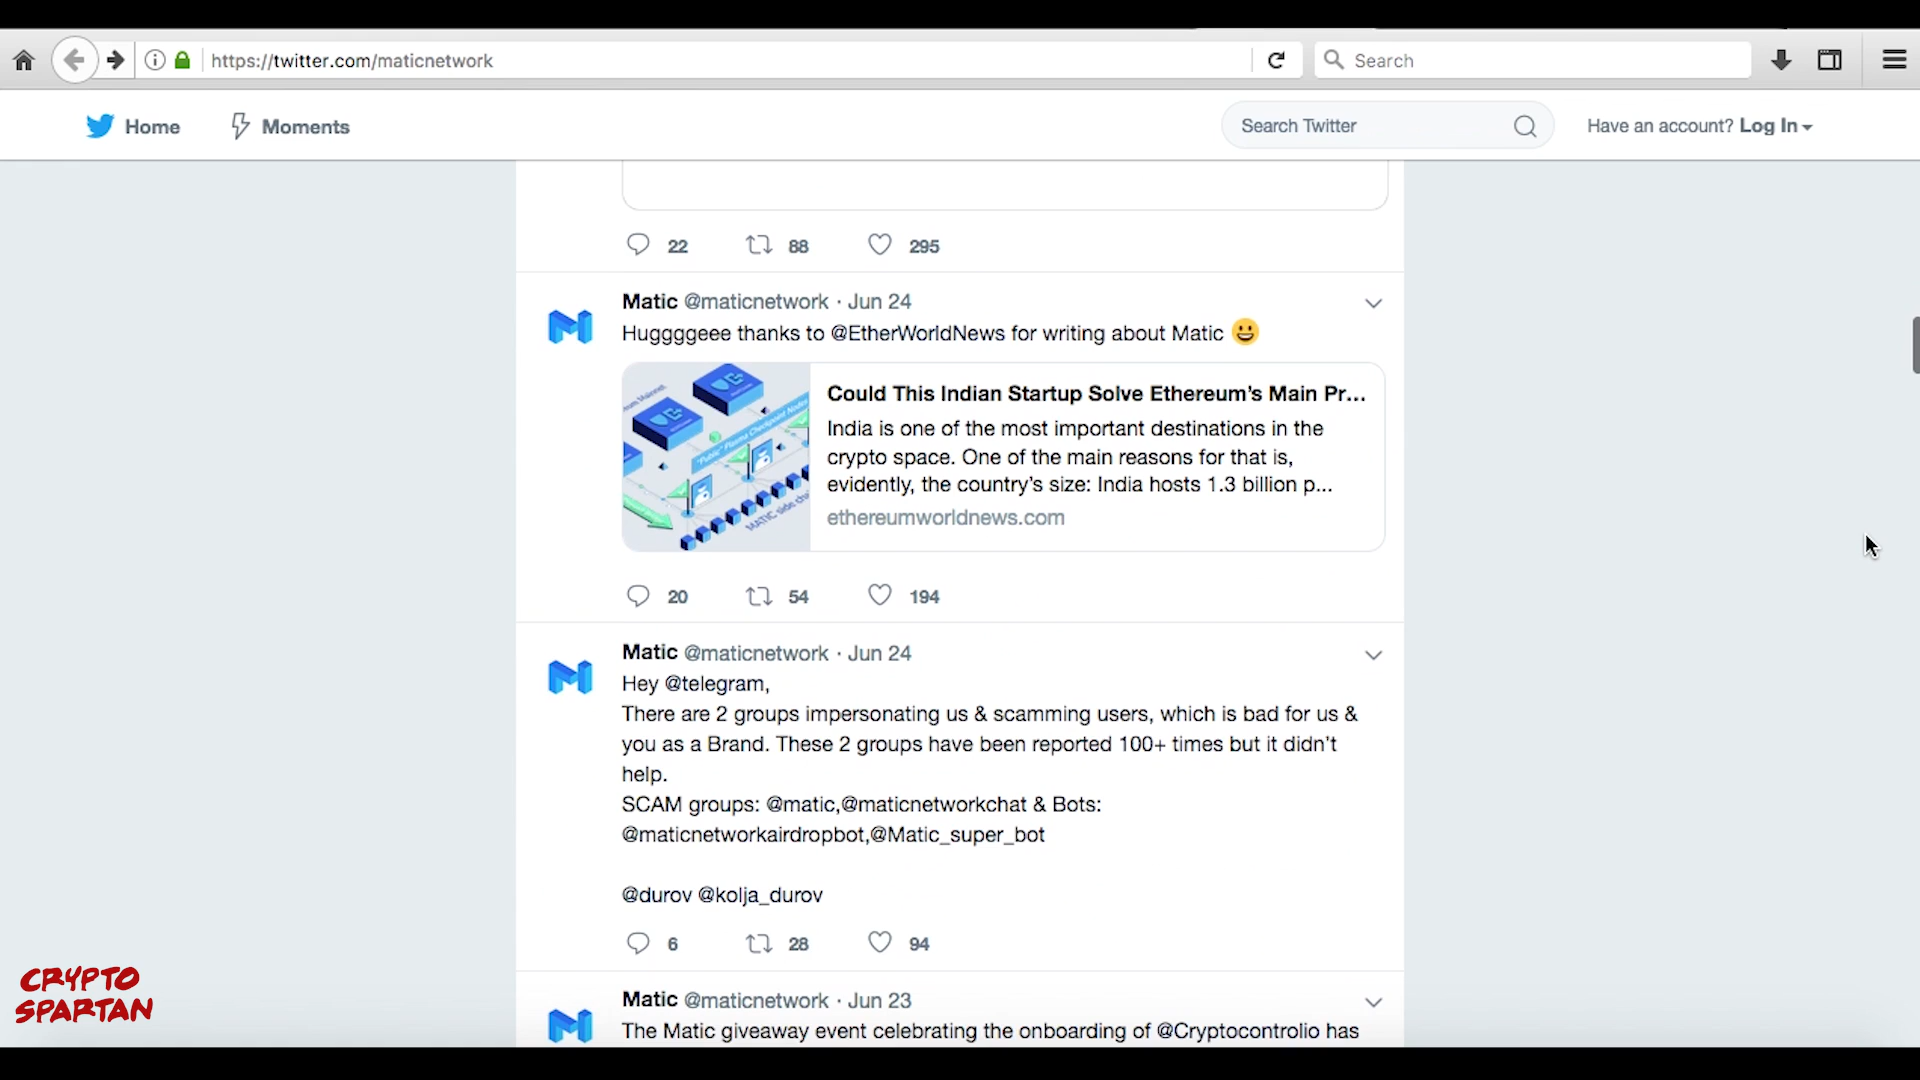 https://twitter.com/maticnetwork
Search
Home
Moments
Search Twitter
Have an account? Log In
22 88 295
Matic @maticnetwork · Jun 24
Huggggeee thanks to @EtherWorldNews for writing about Matic 😀
Could This Indian Startup Solve Ethereum's Main Pr...
India is one of the most important destinations in the
crypto space. One of the main reasons for that is,
evidently, the country's size: India hosts 1.3 billion p...
ethereumworldnews.com
"Public" Plasma Checkpoint Nodes
20 54 194
Matic @maticnetwork · Jun 24
Hey @telegram,
There are 2 groups impersonating us & scamming users, which is bad for us &
you as a Brand. These 2 groups have been reported 100+ times but it didn't
help.
SCAM groups: @matic,@maticnetworkchat & Bots:
@maticnetworkairdropbot,@Matic_super_bot
@durov @kolja_durov
6 28 94
Matic @maticnetwork · Jun 23
The Matic giveaway event celebrating the onboarding of @Cryptocontrolio has
CRYPTO
SPARTAN